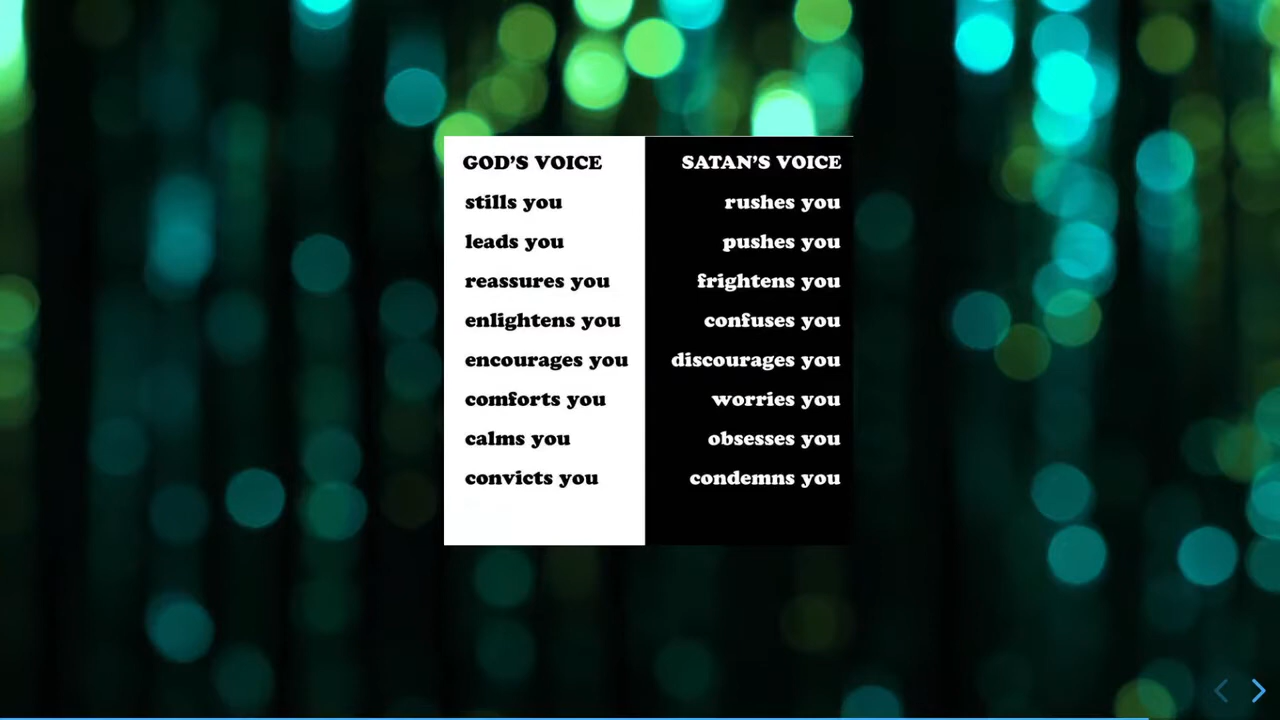 GOD'S VOICE
stills you
leads you
reassures you
enlightens you
encourages you
comforts you
calms you
convicts you
SATAN'S VOICE
rushes you
pushes you
frightens you
confuses you
discourages you
worries you
obsesses you
condemns you